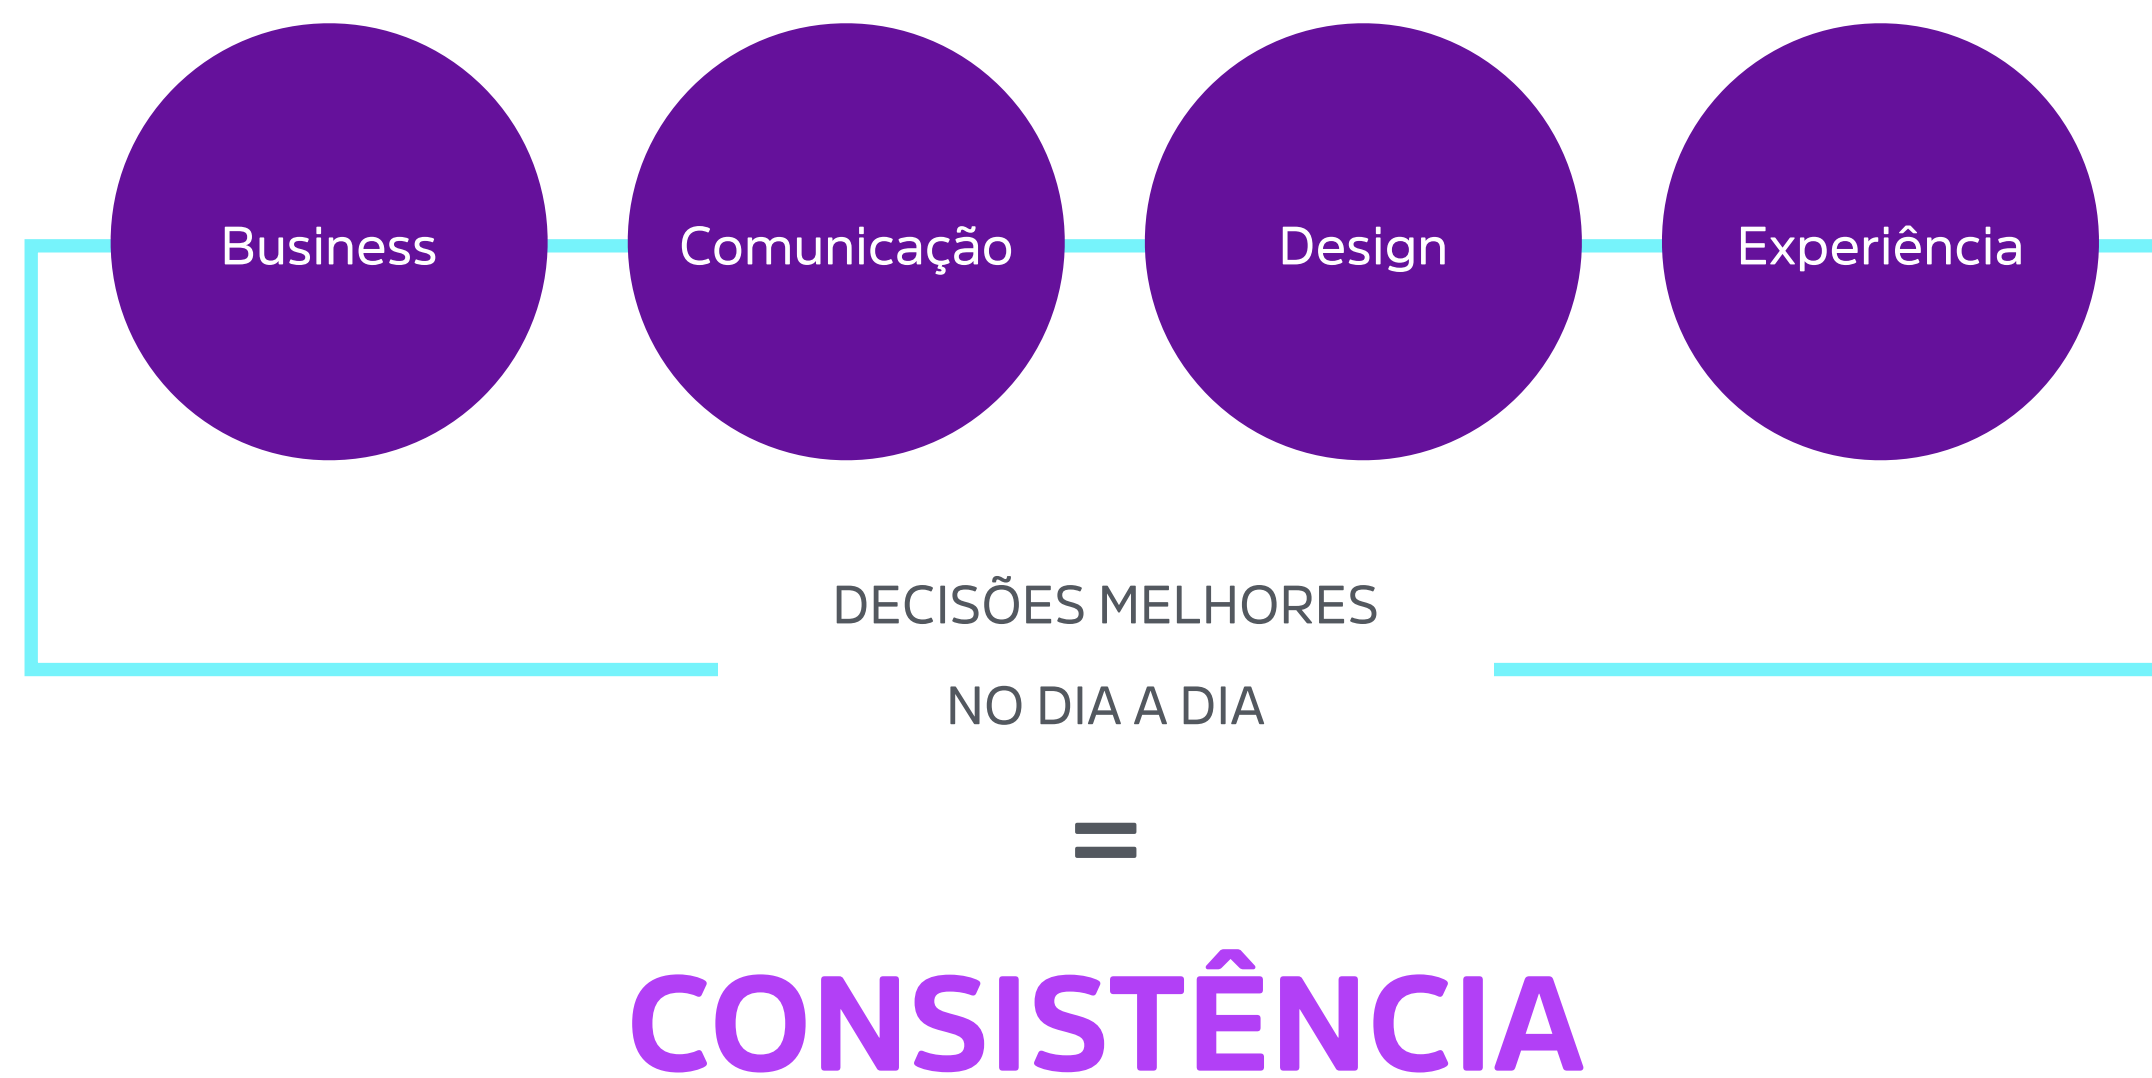 Business
Comunicação
Design
Experiência
DECISÕES MELHORES
NO DIA A DIA
=
CONSISTÊNCIA